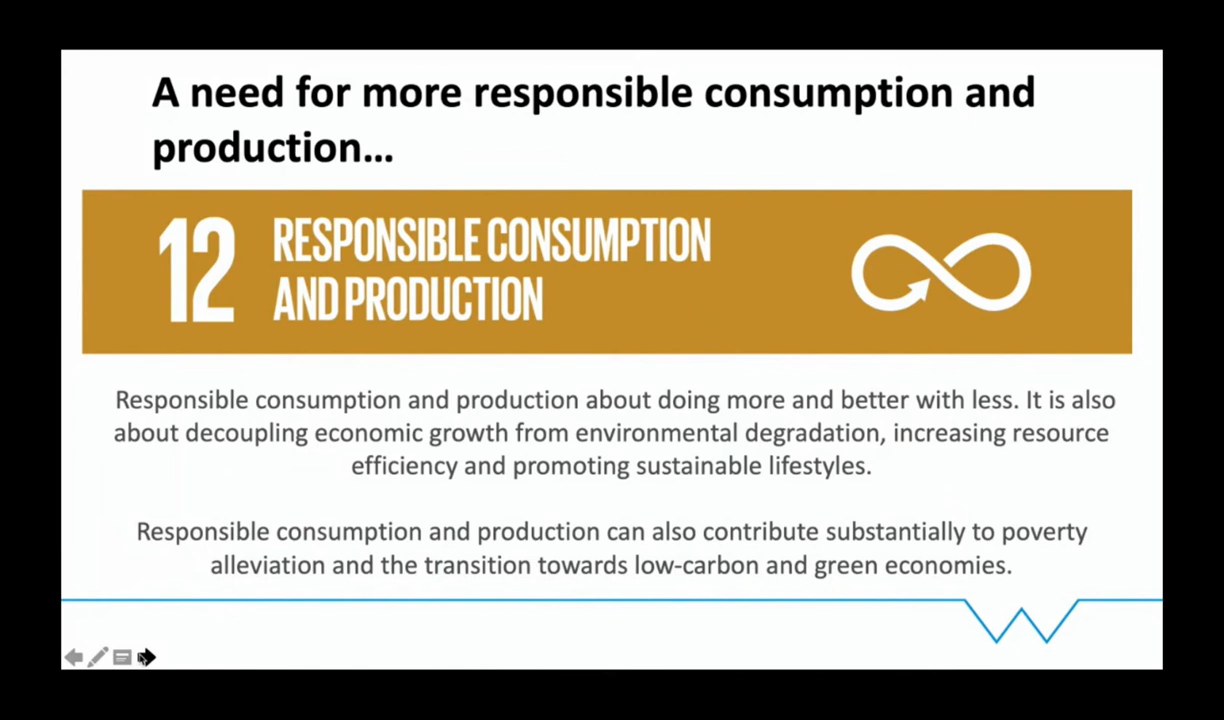 A need for more responsible consumption and
production...
12 RESPONSIBLE CONSUMPTION
AND PRODUCTION
Responsible consumption and production about doing more and better with less. It is also
about decoupling economic growth from environmental degradation, increasing resource
efficiency and promoting sustainable lifestyles.
Responsible consumption and production can also contribute substantially to poverty
alleviation and the transition towards low-carbon and green economies.